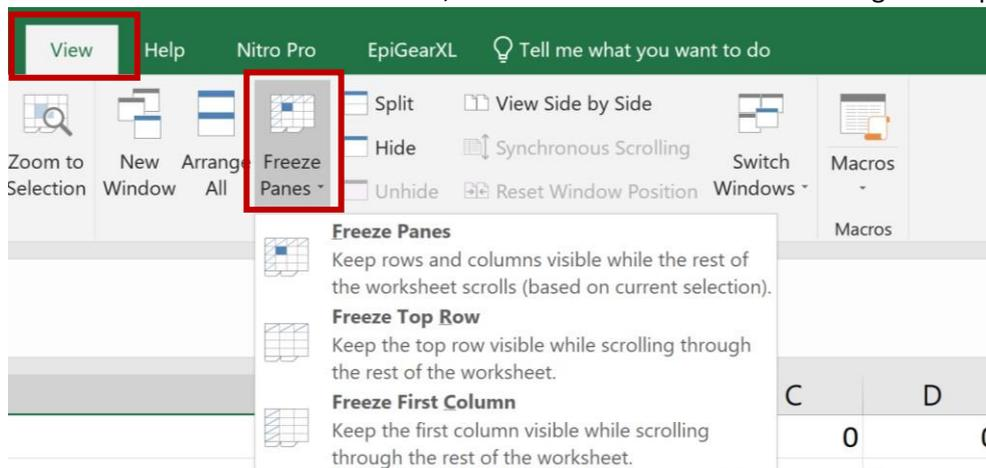 View Help Nitro Pro EpiGearXL Tell me what you want to do
Split View Side by Side
Hide Synchronous Scrolling
Zoom to New Arrange Freeze Switch Macros
Selection Window All Panes Unhide Reset Window Position Windows
Macros
Freeze Panes
Keep rows and columns visible while the rest of
the worksheet scrolls (based on current selection).
Freeze Top Row
Keep the top row visible while scrolling through
the rest of the worksheet.
Freeze First Column
Keep the first column visible while scrolling
through the rest of the worksheet.
C D
0 0